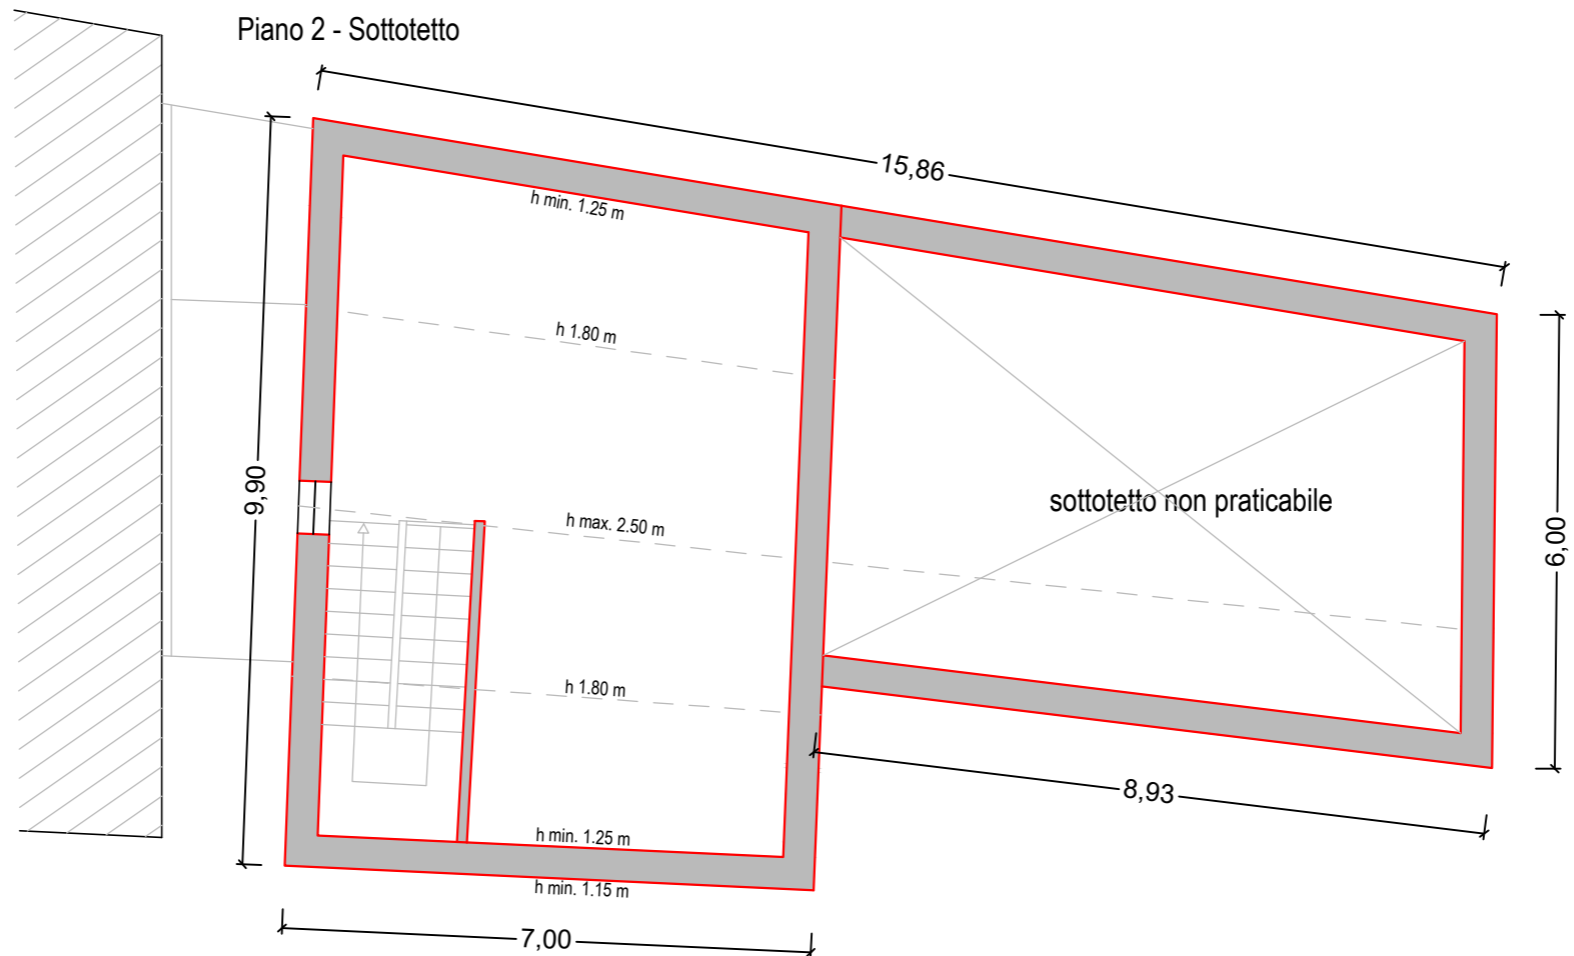 Piano 2 - Sottotetto
15,86
h min. 1.25 m
h 1.80 m
9,90
h max. 2.50 m
sottotetto non praticabile
6,00
h 1.80 m
8,93
h min. 1.25 m
h min. 1.15 m
7,00